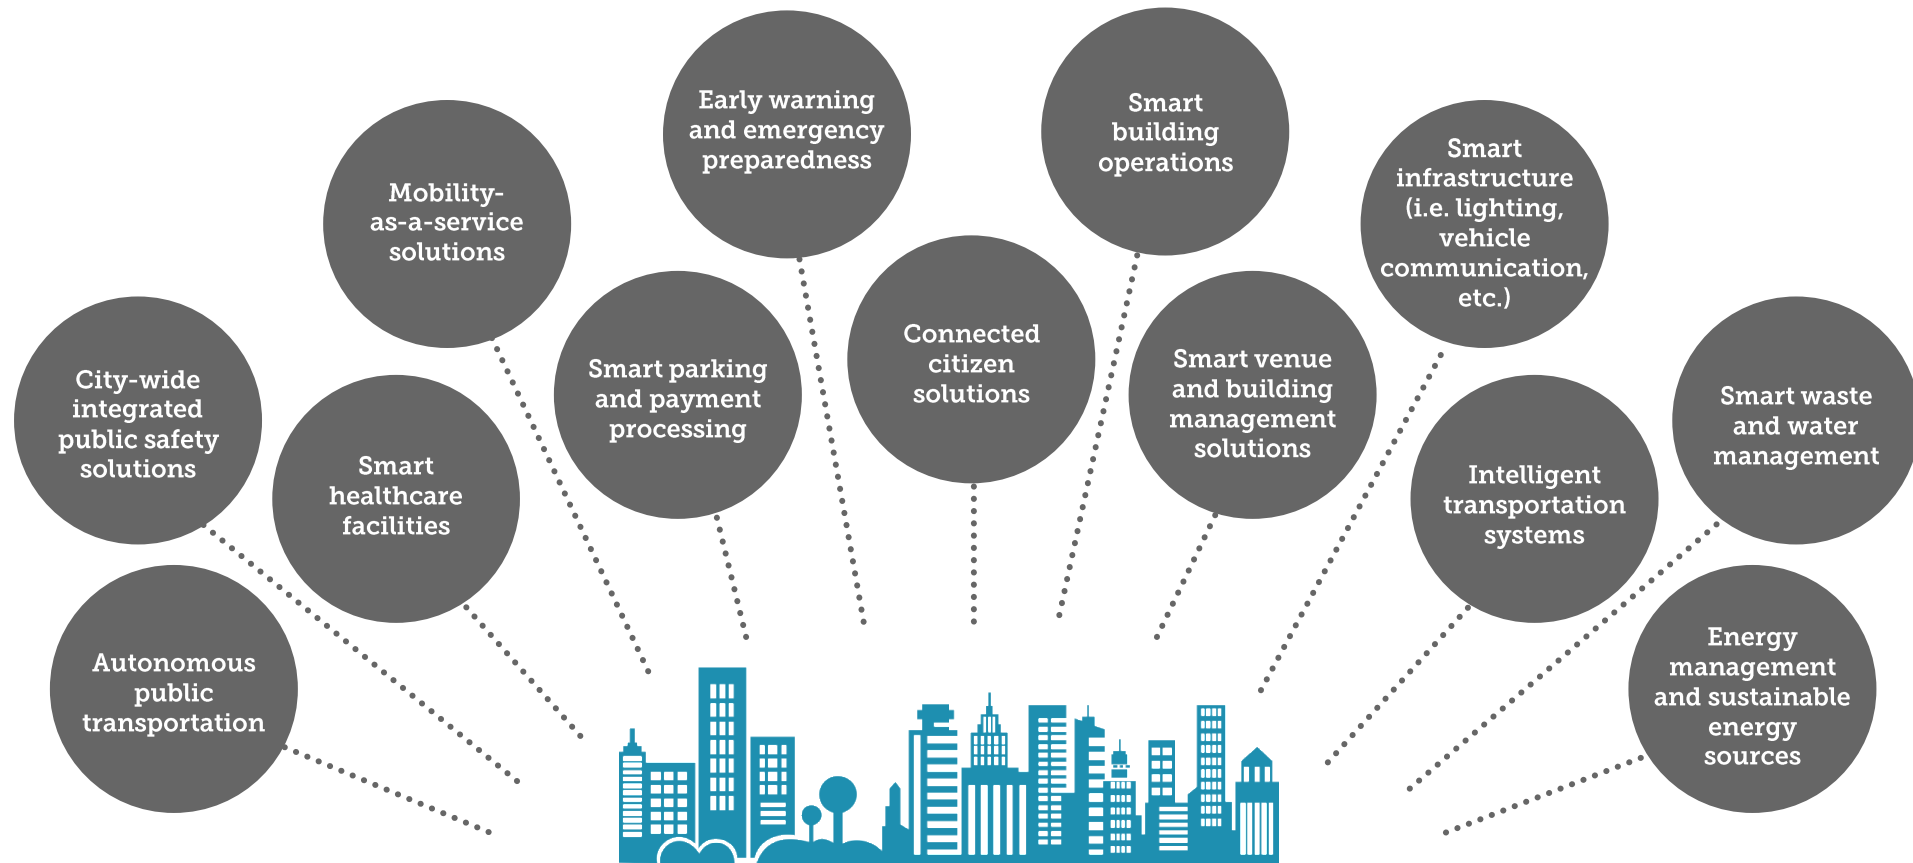 Early warning
and emergency
preparedness
Smart
building
operations
Mobility-
as-a-service
solutions
Smart
infrastructure
(i.e. lighting,
vehicle
communication,
etc.)
City-wide
integrated
public safety
solutions
Smart
healthcare
facilities
Smart parking
and payment
processing
Connected
citizen
solutions
Smart venue
and building
management
solutions
Intelligent
transportation
systems
Smart waste
and water
management
Autonomous
public
transportation
Energy
management
and sustainable
energy
sources